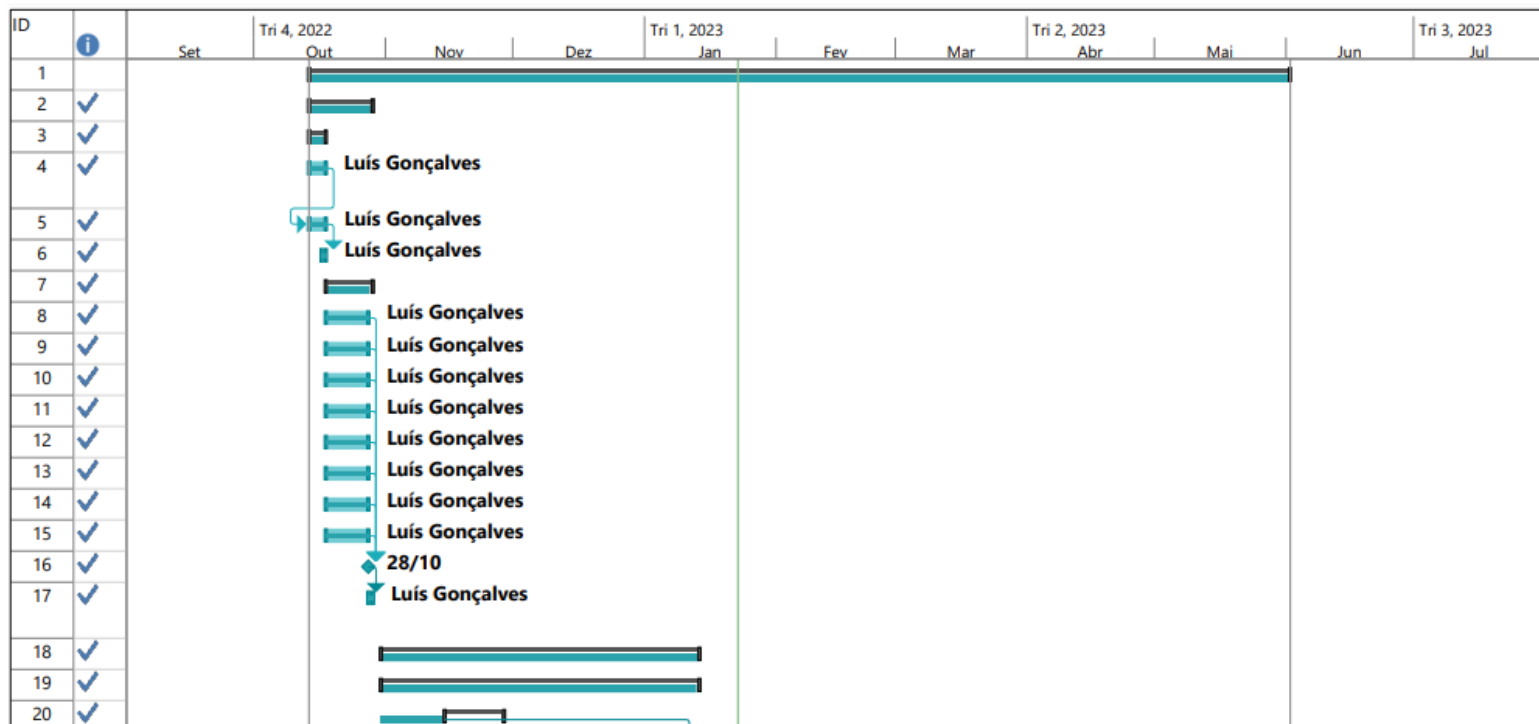 ID
Tri 4, 2022 Tri 1, 2023 Tri 2, 2023 Tri 3, 2023
Set Out Nov Dez Jan Fev Mar Abr Mai Jun Jul
1
2
3
4 Luís Gonçalves
5 Luís Gonçalves
6 Luís Gonçalves
7
8 Luís Gonçalves
9 Luís Gonçalves
10 Luís Gonçalves
11 Luís Gonçalves
12 Luís Gonçalves
13 Luís Gonçalves
14 Luís Gonçalves
15 Luís Gonçalves
16 28/10
17 Luís Gonçalves
18
19
20